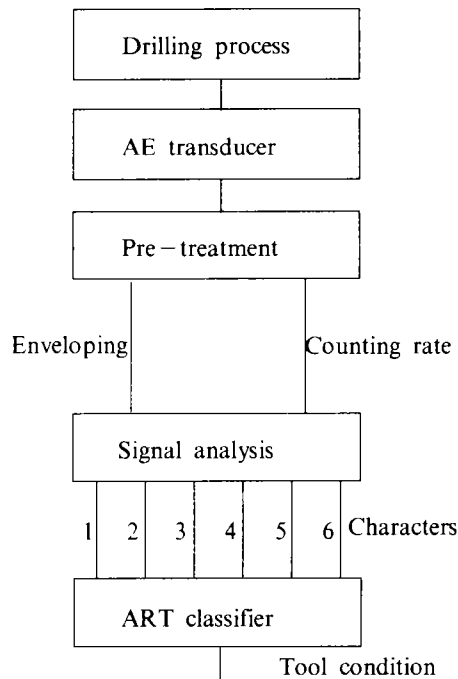 Drilling process
AE transducer
Pre-treatment
Enveloping Counting rate
Signal analysis
1 2 3 4 5 6 Characters
ART classifier
Tool condition